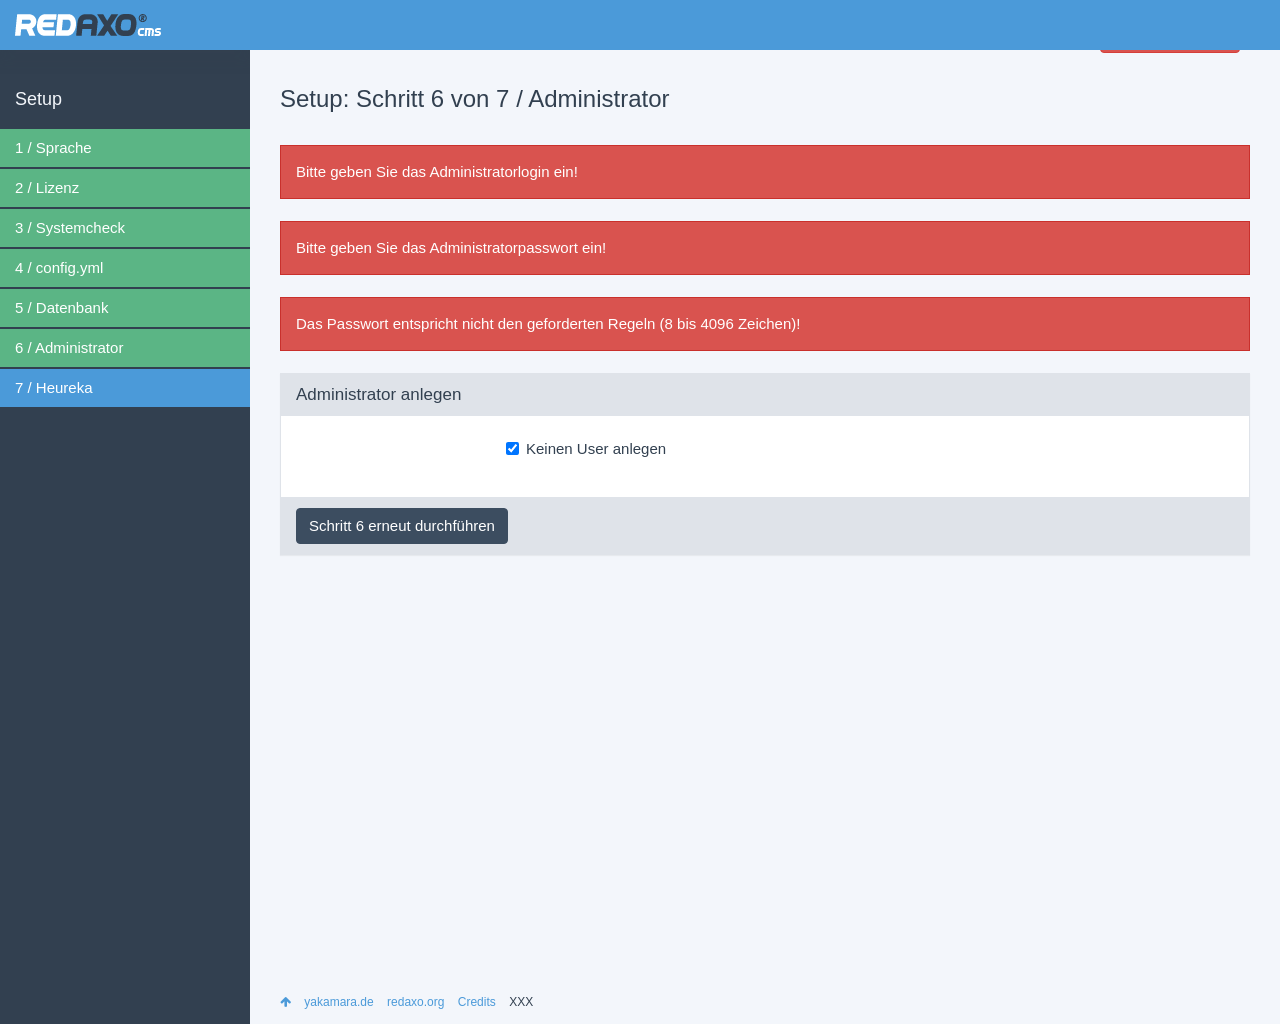 REDAXO® cms
Setup
1 / Sprache
2 / Lizenz
3 / Systemcheck
4 / config.yml
5 / Datenbank
6 / Administrator
7 / Heureka
Setup: Schritt 6 von 7 / Administrator
Bitte geben Sie das Administratorlogin ein!
Bitte geben Sie das Administratorpasswort ein!
Das Passwort entspricht nicht den geforderten Regeln (8 bis 4096 Zeichen)!
Administrator anlegen
Keinen User anlegen
Schritt 6 erneut durchführen
yakamara.de redaxo.org Credits XXX